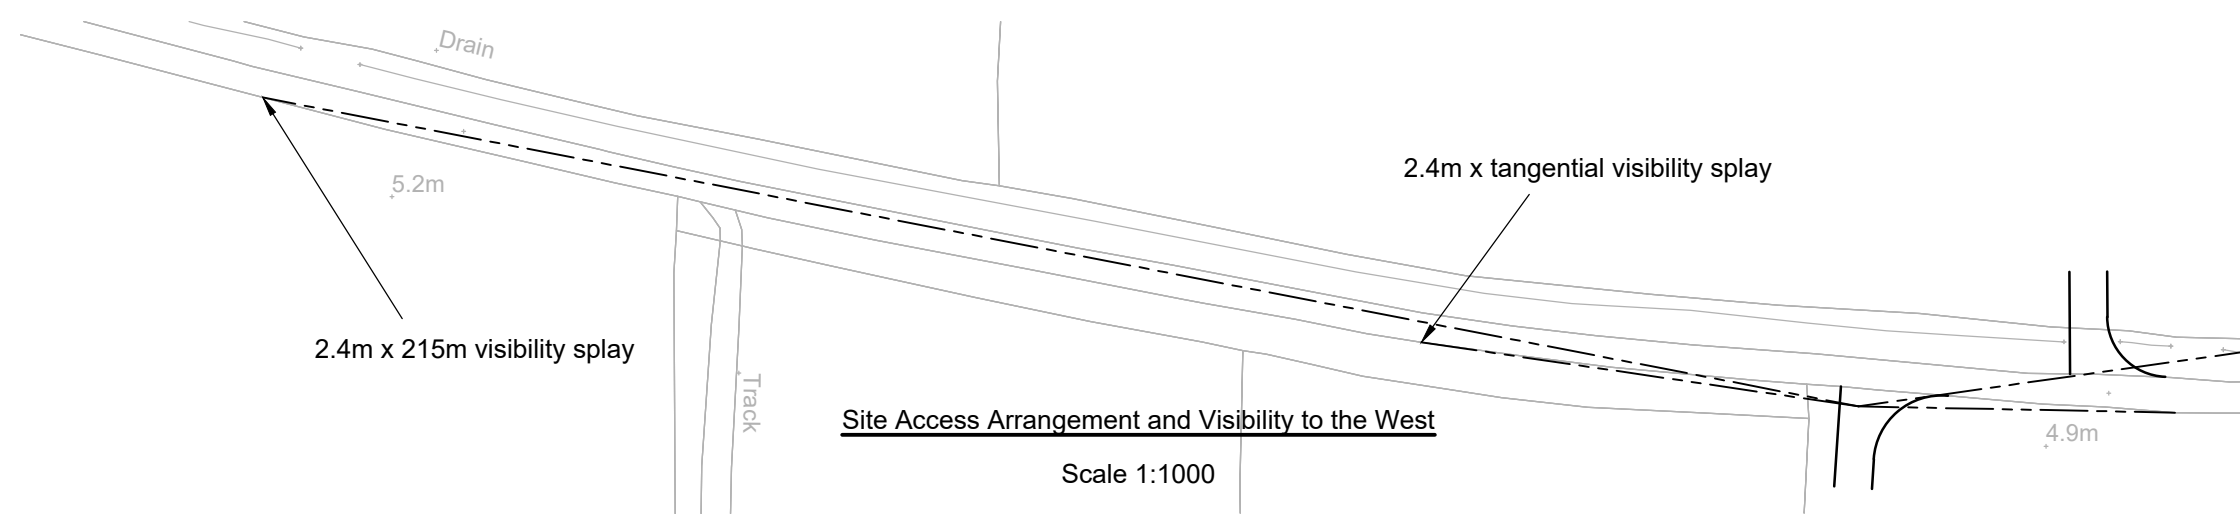 Drain
2.4m x tangential visibility splay
5.2m
2.4m x 215m visibility splay
Track
Site Access Arrangement and Visibility to the West
4.9m
Scale 1:1000